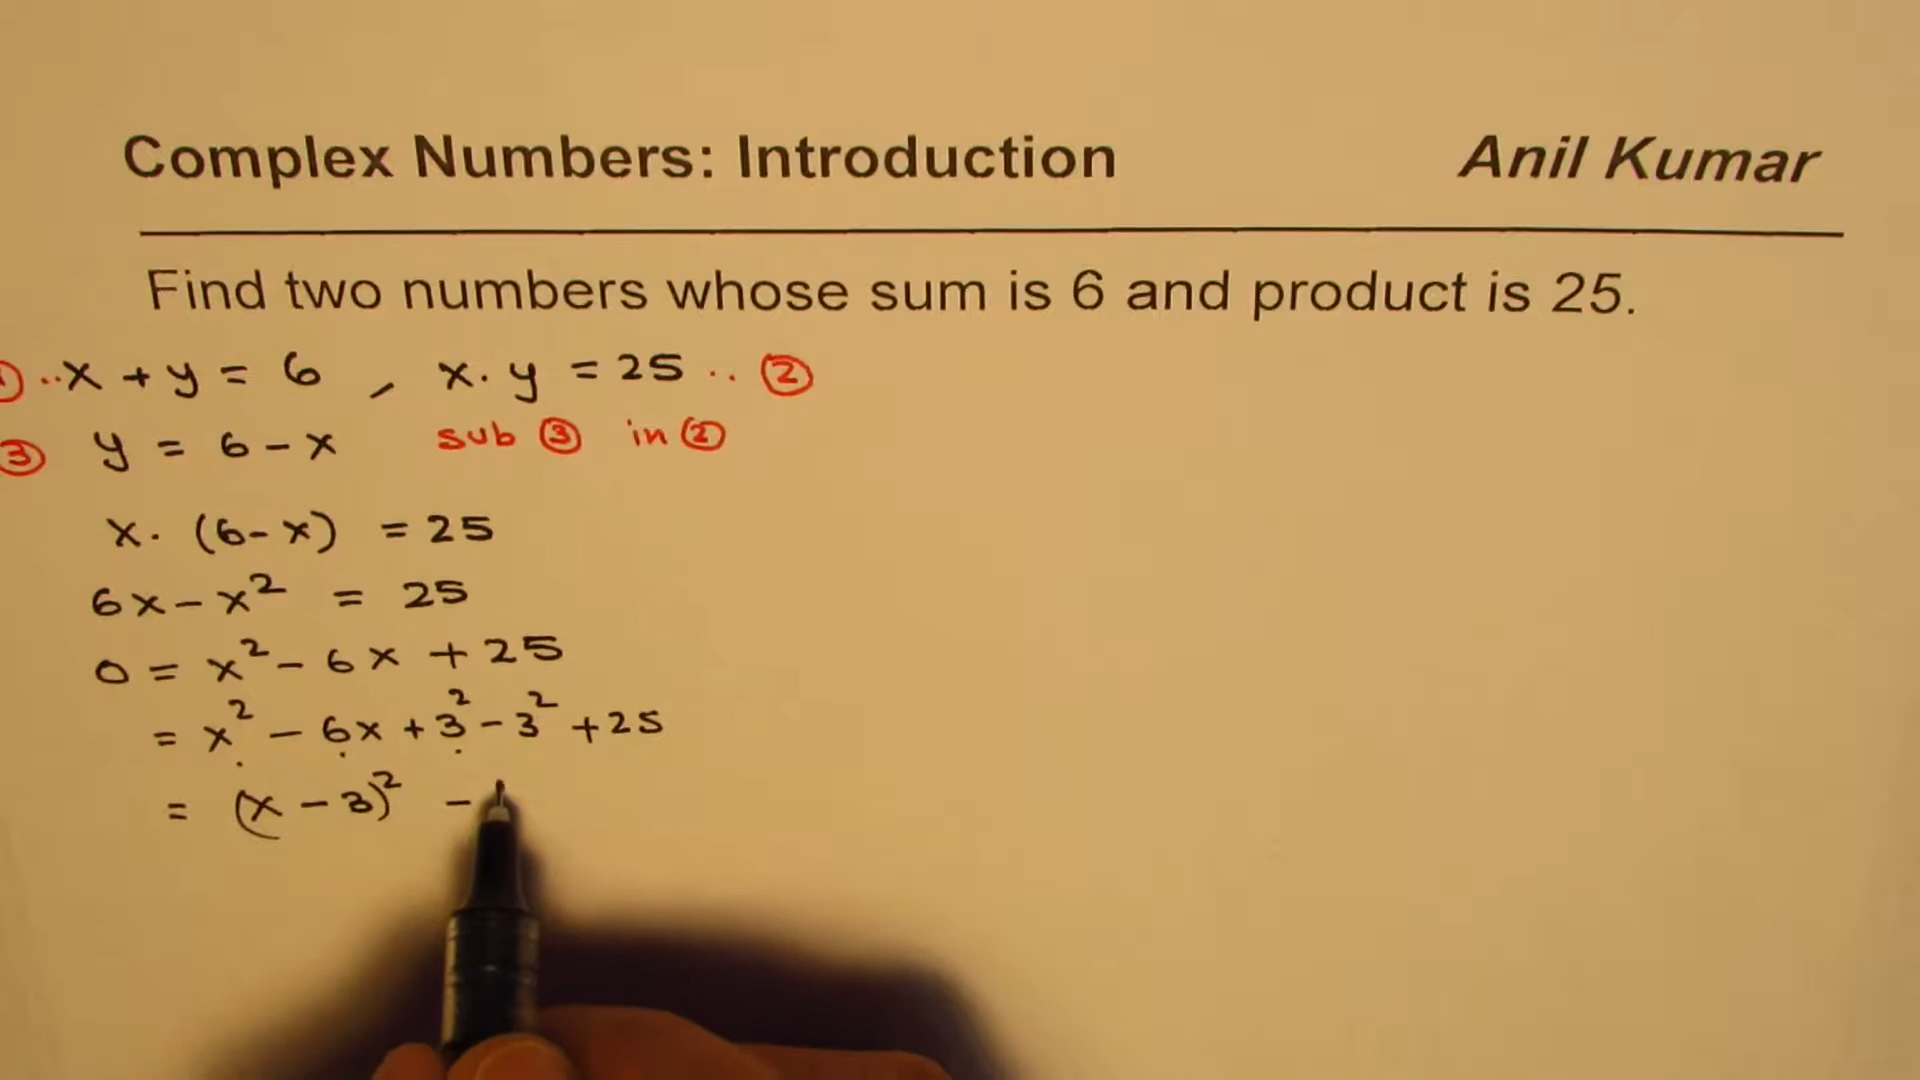 Complex Numbers: Introduction Anil Kumar
Find two numbers whose sum is 6 and product is 25.
1) ..x + y = 6 , x. y = 25 .. ②
③ y = 6 - x sub ③ in ②
x. (6-x) = 25
6x - x² = 25
0 = x² - 6x + 25
= x² - 6x + 3² - 3² + 25
= (x - 3)² -